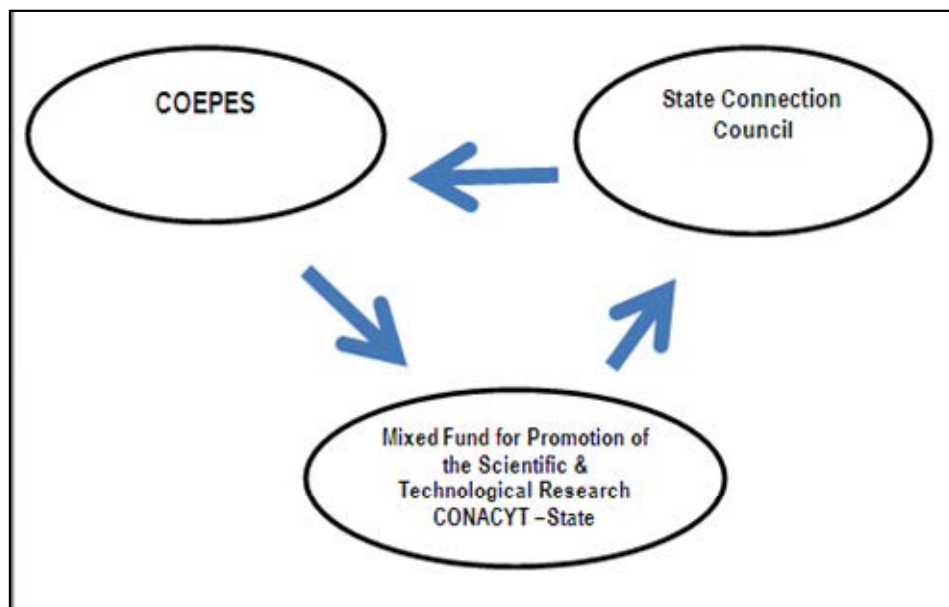 COEPES
State Connection
Council
Mixed Fund for Promotion of
the Scientific &
Technological Research
CONACYT –State